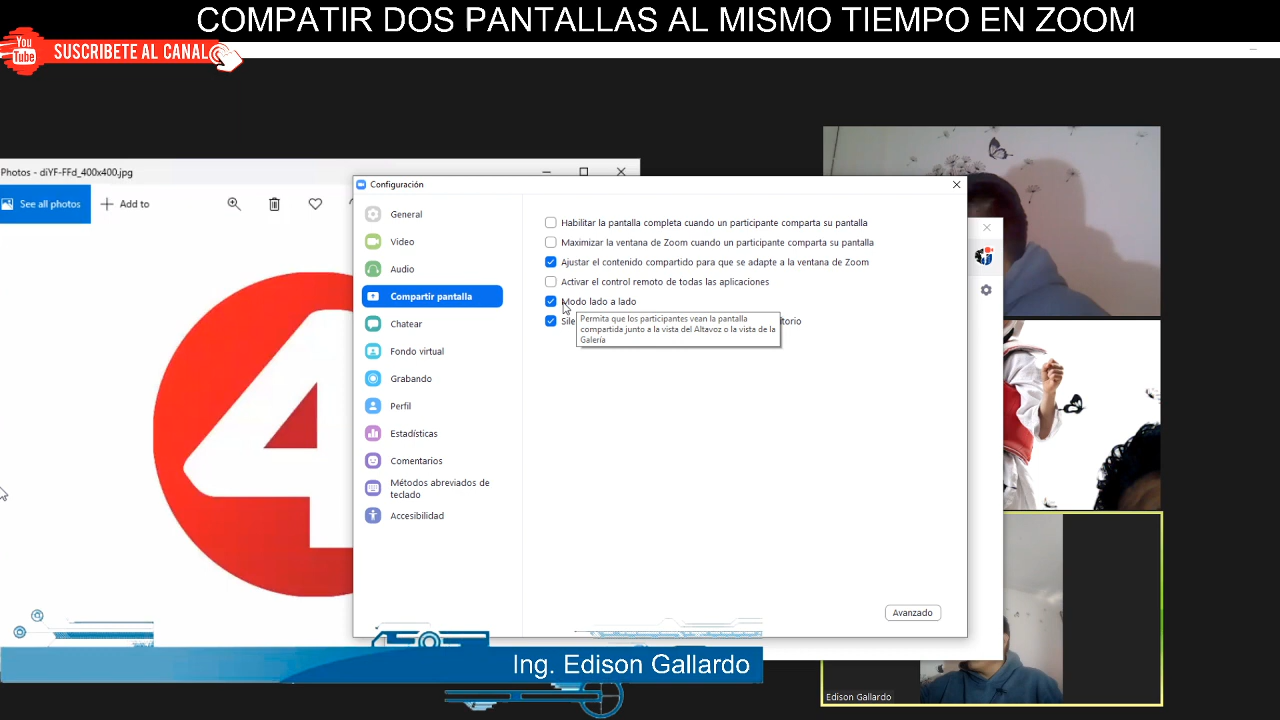 COMPATIR DOS PANTALLAS AL MISMO TIEMPO EN ZOOM
You
Tube
SUSCRIBETE AL CANAL
Photos - diYF-FFd_400x400.jpg
See all photos
Add to
4
Configuración
General
Vídeo
Audio
Compartir pantalla
Chatear
Fondo virtual
Grabando
Perfil
Estadísticas
Comentarios
Métodos abreviados de
teclado
Accesibilidad
Habilitar la pantalla completa cuando un participante comparta su pantalla
Maximizar la ventana de Zoom cuando un participante comparta su pantalla
Ajustar el contenido compartido para que se adapte a la ventana de Zoom
Activar el control remoto de todas las aplicaciones
Modo lado a lado
Permita que los participantes vean la pantalla
compartida junto a la vista del Altavoz o la vista de la
Galería
Avanzado
Ing. Edison Gallardo
Edison Gallardo